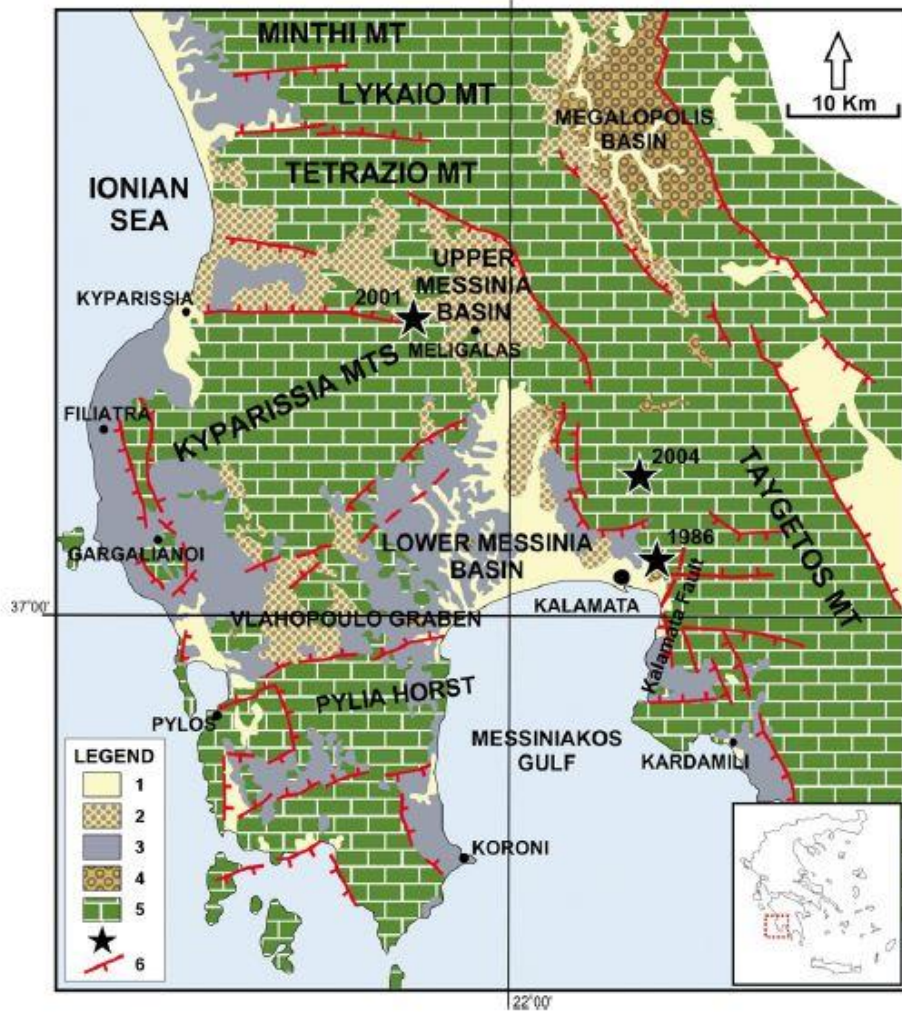 MINTHI MT
LYKAIO MT
10 Km
MEGALOPOLIS
BASIN
TETRAZIO MT
IONIAN
SEA
UPPER
MESSINIA
BASIN
KYPARISSIA
2001
MELIGALAS
KYPARISSIA MTS
FILIATRA
2004
TAYGETOS MT
1986
GARGALIANOI
LOWER MESSINIA
BASIN
KALAMATA
37°00'
VLAHOPOULO GRABEN
Kalamata Fault
PYLIA HORST
PYLOS
MESSINIAKOS
GULF
KARDAMILI
LEGEND
1
2
3
4
5
6
KORONI
22°00'